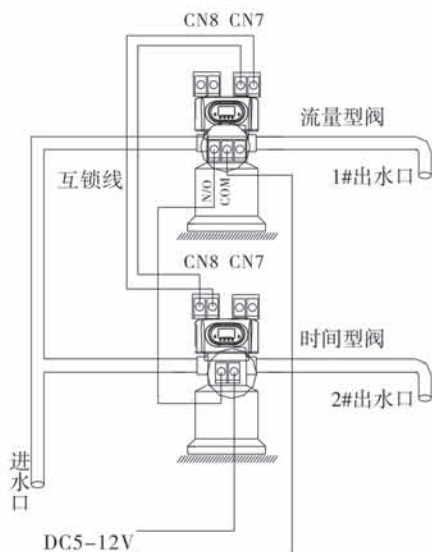 CN8 CN7
流量型阀
1#出水口
互锁线
N/O
COM
CN8 CN7
时间型阀
2#出水口
进水口
DC5-12V